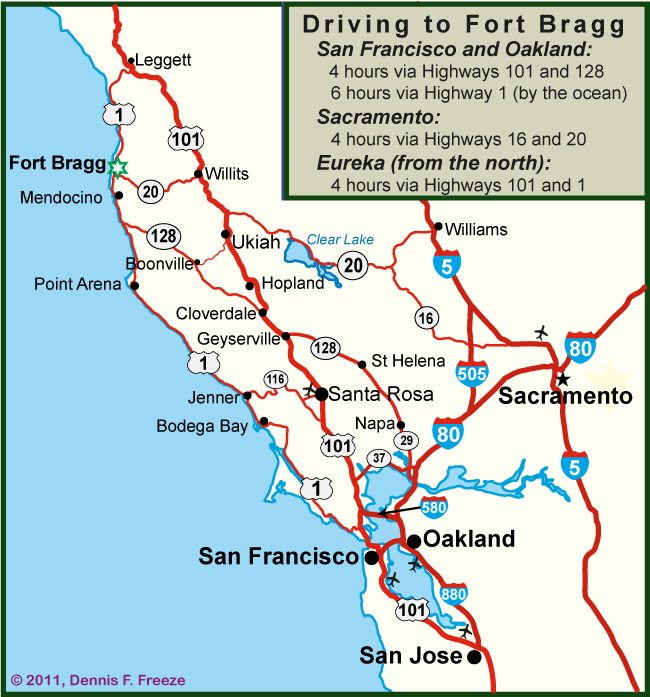 Driving to Fort Bragg
San Francisco and Oakland:
4 hours via Highways 101 and 128
6 hours via Highway 1 (by the ocean)
Sacramento:
4 hours via Highways 16 and 20
Eureka (from the north):
4 hours via Highways 101 and 1
Leggett
1
101
Fort Bragg
Willits
20
Mendocino
128
Ukiah
Clear Lake
Williams
5
Boonville
20
Point Arena
Hopland
Cloverdale
16
Geyserville
128
80
1
St Helena
505
116
Jenner
Santa Rosa
Sacramento
Bodega Bay
Napa
101
29
80
37
5
1
580
San Francisco
Oakland
880
101
San Jose
© 2011, Dennis F. Freeze